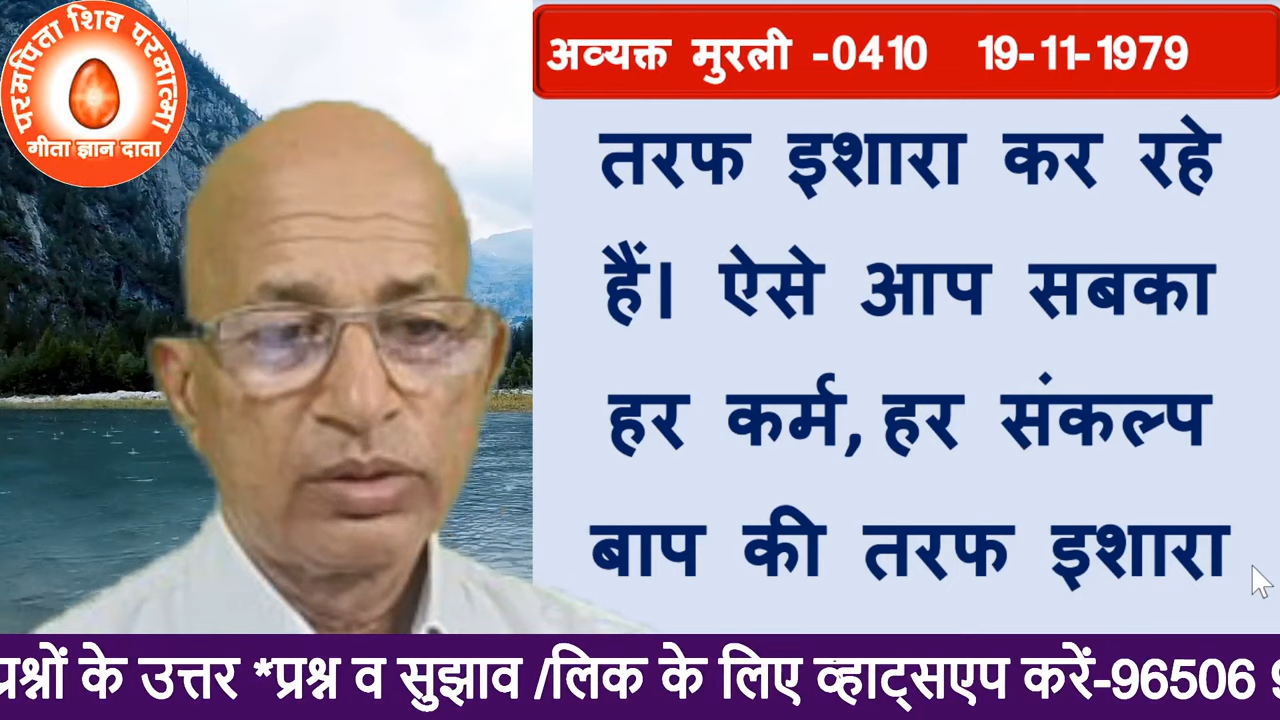 परमपिता शिव परमात्मा
गीता ज्ञान दाता
अव्यक्त मुरली -0410 19-11-1979
तरफ इशारा कर रहे
हैं। ऐसे आप सबका
हर कर्म, हर संकल्प
बाप की तरफ इशारा
प्रश्नों के उत्तर *प्रश्न व सुझाव /लिक के लिए व्हाट्सएप करें-96506